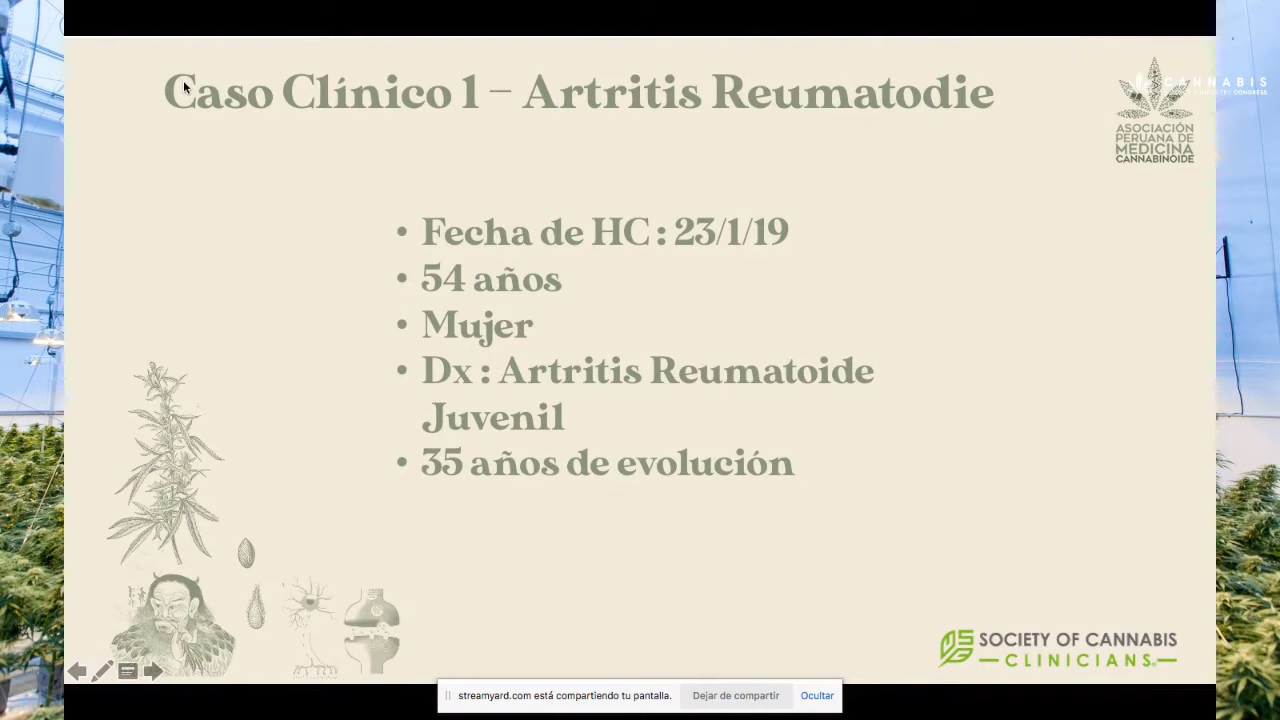 Caso Clínico 1 – Artritis Reumatodie
CANNABIS
CONGRESS
ASOCIACIÓN
PERUANA DE
MEDICINA
CANNABINOIDE
• Fecha de HC : 23/1/19
• 54 años
• Mujer
• Dx : Artritis Reumatoide
Juvenil
• 35 años de evolución
SOCIETY OF CANNABIS
CLINICIANS
streamyard.com está compartiendo tu pantalla.
Dejar de compartir
Ocultar